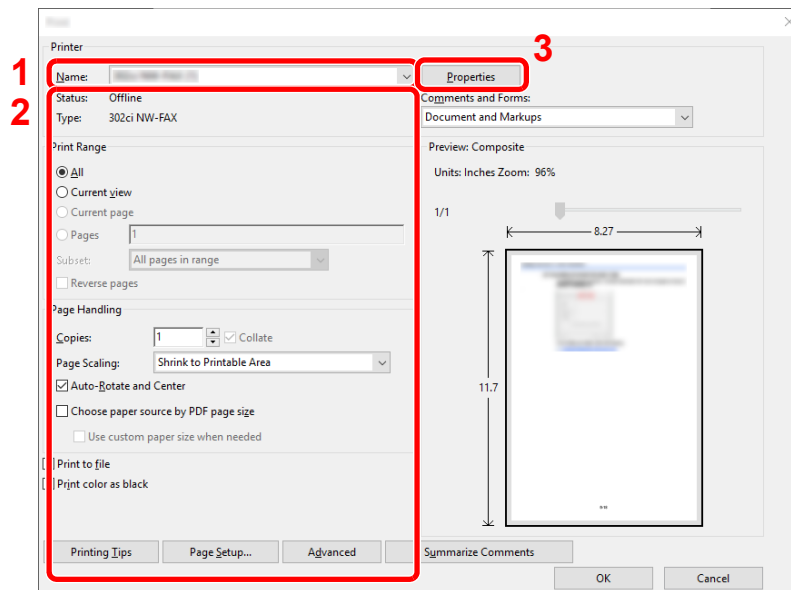 3
Printer
1
Name:
Properties
2
Status: Offline
Comments and Forms:
Type: 302ci NW-FAX
Document and Markups
Print Range
Preview: Composite
All
Units: Inches Zoom: 96%
Current view
Current page
1/1
Pages 1
8.27
Subset: All pages in range
Reverse pages
Page Handling
Copies: 1 Collate
Page Scaling: Shrink to Printable Area
Auto-Rotate and Center
11.7
Choose paper source by PDF page size
Use custom paper size when needed
Print to file
Print color as black
Printing Tips Page Setup... Advanced Summarize Comments
OK Cancel